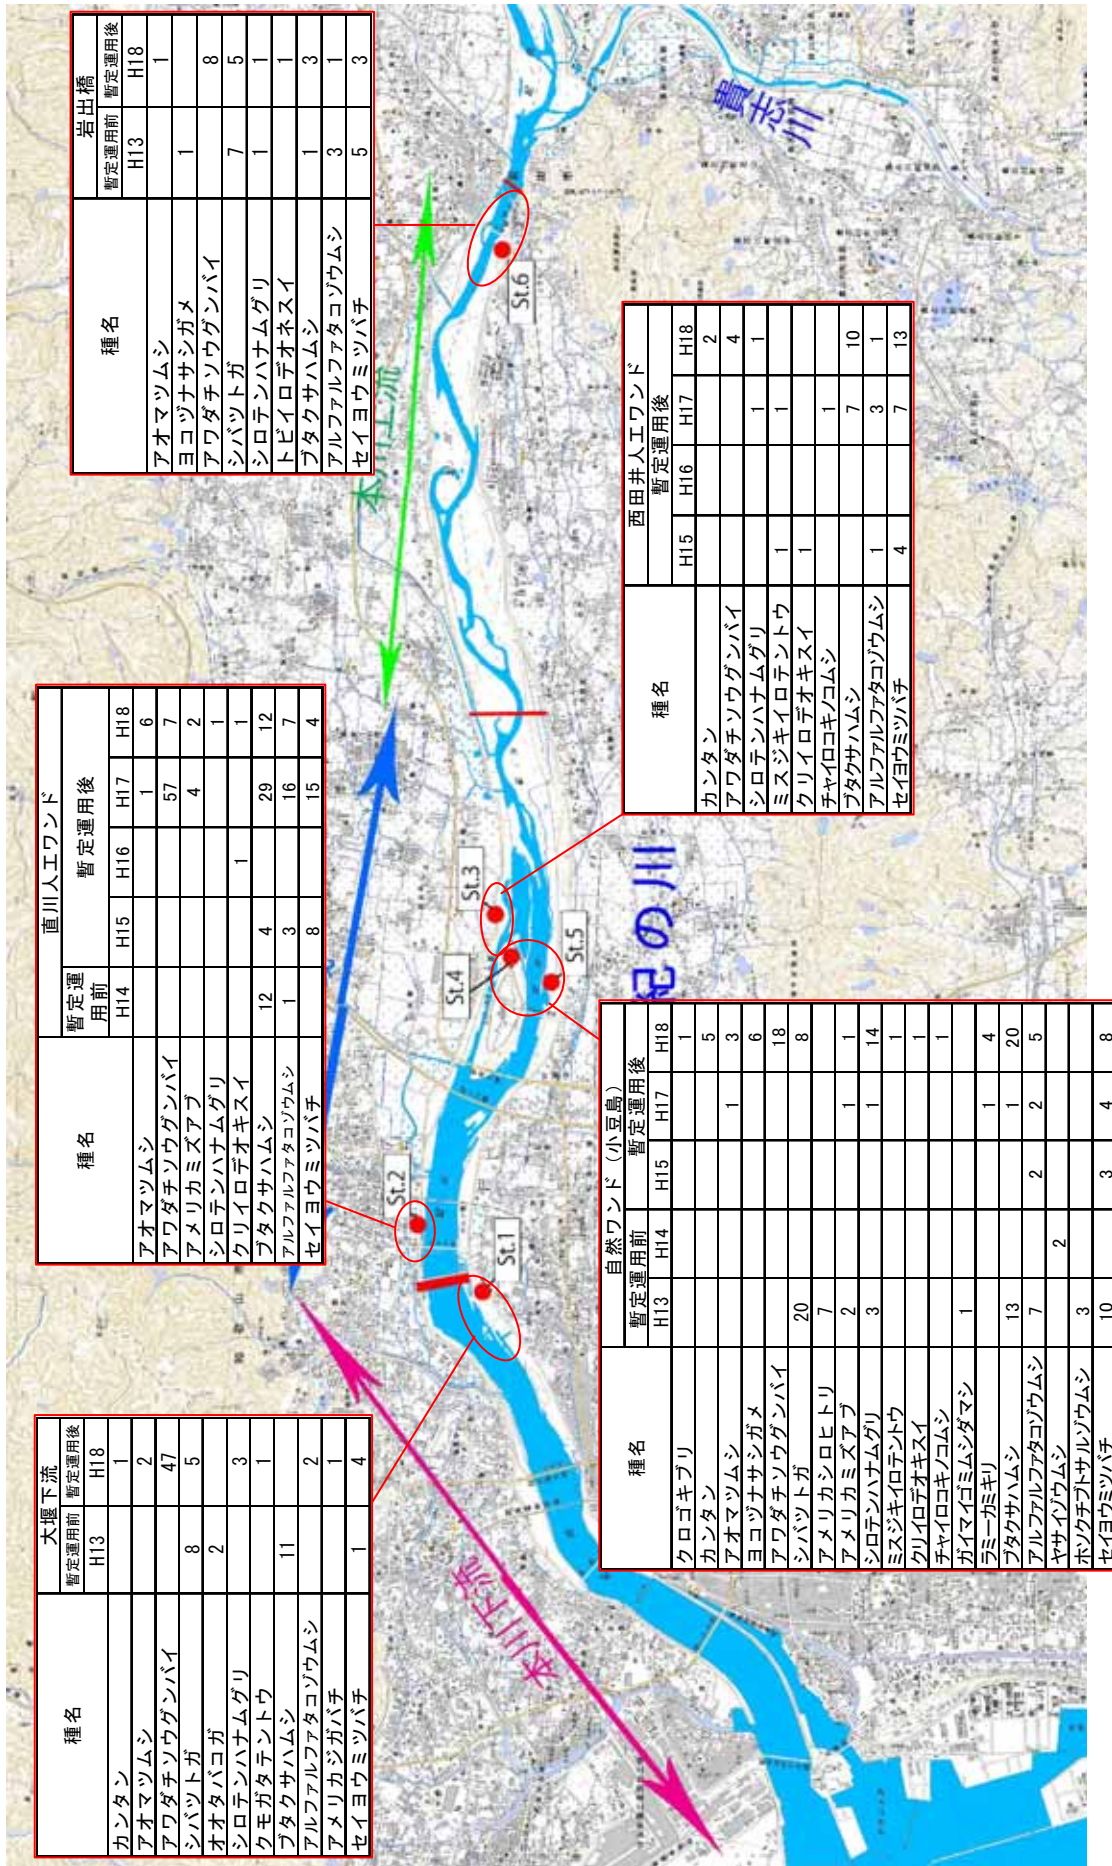 大堰下流
種名 暫定運用前 暫定運用後
H13 H18
カンタン 1
アオマツムシ 2
アワダチソウグンバイ 47
シバツトガ 8 5
オオタバコガ 2
シロテンハナムグリ 3
クモガタテントウ 1
ブタクサハムシ 11
アルファルファタコゾウムシ 2
アメリカジガバチ 1
セイヨウミツバチ 1 4
直川人工ワンド
種名 暫定運用前 暫定運用後
H14 H15 H16 H17 H18
アオマツムシ 1 6
アワダチソウグンバイ 57 7
アメリカミズアブ 4 2
シロテンハナムグリ 1
クリイロデオキスイ 1 1
ブタクサハムシ 12 4 29 12
アルファルファタコゾウムシ 1 3 16 7
セイヨウミツバチ 8 15 4
岩出橋
種名 暫定運用前 暫定運用後
H13 H18
アオマツムシ 1
ヨコヅナサシガメ 1
アワダチソウグンバイ 8
シバツトガ 7 5
シロテンハナムグリ 1 1
トビイロデオネスイ 1
ブタクサハムシ 1 3
アルファルファタコゾウムシ 3 1
セイヨウミツバチ 5 3
本川下流
本川上流
貴志川
紀の川
St.1
St.2
St.3
St.4
St.5
St.6
自然ワンド（小豆島）
種名 暫定運用前 暫定運用後
H13 H14 H15 H17 H18
クロゴキブリ 1
カンタン 5
アオマツムシ 1 3
ヨコヅナサシガメ 6
アワダチソウグンバイ 18
シバツトガ 20 8
アメリカシロヒトリ 7
アメリカミズアブ 2 1 1
シロテンハナムグリ 3 1 14
ミスジキイロテントウ 1
クリイロデオキスイ 1
チャイロコキノコムシ 1
ガイマイゴミムシダマシ 1
ラミーカミキリ 1 4
ブタクサハムシ 13 1 20
アルファルファタコゾウムシ 7 2 2 5
ヤサイゾウムシ 2
ホソクチブトサルゾウムシ 3
セイヨウミツバチ 10 3 4 8
西田井人工ワンド
種名 暫定運用後
H15 H16 H17 H18
カンタン 2
アワダチソウグンバイ 4
シロテンハナムグリ 1 1
ミスジキイロテントウ 1 1
クリイロデオキスイ 1
チャイロコキノコムシ 1
ブタクサハムシ 7 10
アルファルファタコゾウムシ 1 3 1
セイヨウミツバチ 4 7 13